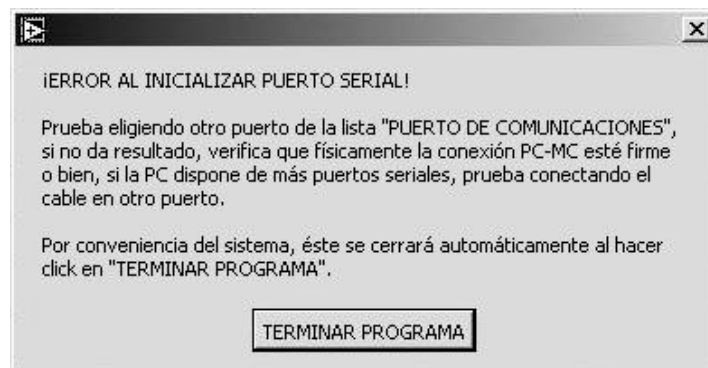 ¡ERROR AL INICIALIZAR PUERTO SERIAL!
Prueba eligiendo otro puerto de la lista "PUERTO DE COMUNICACIONES",
si no da resultado, verifica que físicamente la conexión PC-MC esté firme
o bien, si la PC dispone de más puertos seriales, prueba conectando el
cable en otro puerto.
Por conveniencia del sistema, éste se cerrará automáticamente al hacer
click en "TERMINAR PROGRAMA".
TERMINAR PROGRAMA